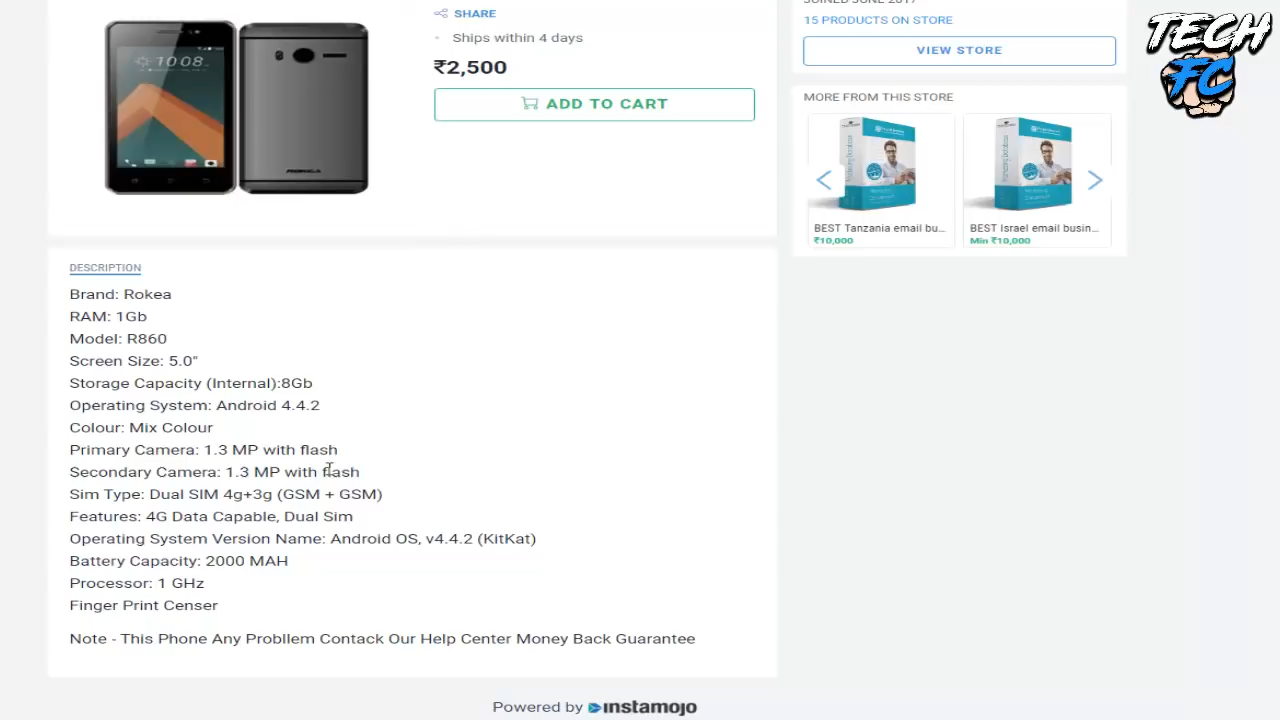 SHARE
Ships within 4 days
₹2,500
ADD TO CART
10:08
JOINED JUNE 2017
15 PRODUCTS ON STORE
VIEW STORE
MORE FROM THIS STORE
BEST Tanzania email bu...
₹10,000
BEST Israel email busin...
Min ₹10,000
TECH
FC
DESCRIPTION
Brand: Rokea
RAM: 1Gb
Model: R860
Screen Size: 5.0"
Storage Capacity (Internal):8Gb
Operating System: Android 4.4.2
Colour: Mix Colour
Primary Camera: 1.3 MP with flash
Secondary Camera: 1.3 MP with flash
Sim Type: Dual SIM 4g+3g (GSM + GSM)
Features: 4G Data Capable, Dual Sim
Operating System Version Name: Android OS, v4.4.2 (KitKat)
Battery Capacity: 2000 MAH
Processor: 1 GHz
Finger Print Censer
Note - This Phone Any Probllem Contack Our Help Center Money Back Guarantee
Powered by instamojo